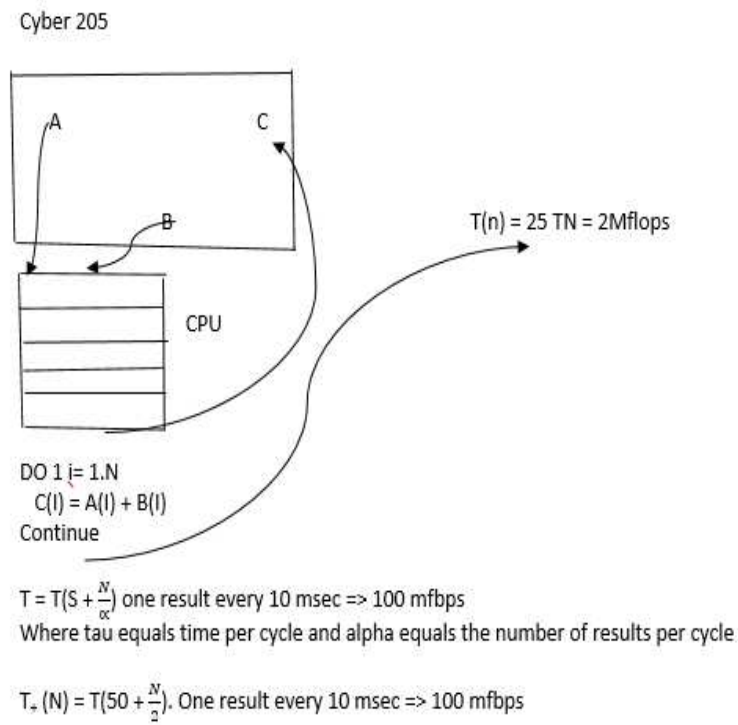 Cyber 205
A
C
B
T(n) = 25 TN = 2Mflops
CPU
DO 1 i= 1.N
C(I) = A(I) + B(I)
Continue
T = T(S + N/∝) one result every 10 msec => 100 mfbps
Where tau equals time per cycle and alpha equals the number of results per cycle
T+ (N) = T(50 + N/2). One result every 10 msec => 100 mfbps